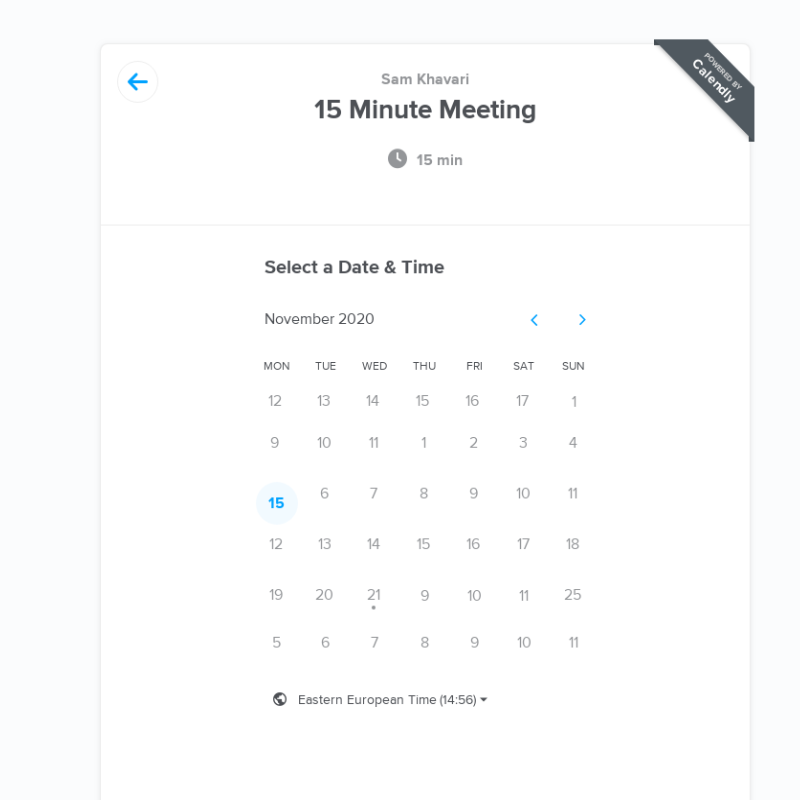 POWERED BY
Calendly
Sam Khavari
15 Minute Meeting
15 min
Select a Date & Time
November 2020
MON TUE WED THU FRI SAT SUN
12 13 14 15 16 17 1
9 10 11 1 2 3 4
15 6 7 8 9 10 11
12 13 14 15 16 17 18
19 20 21 9 10 11 25
5 6 7 8 9 10 11
Eastern European Time (14:56)